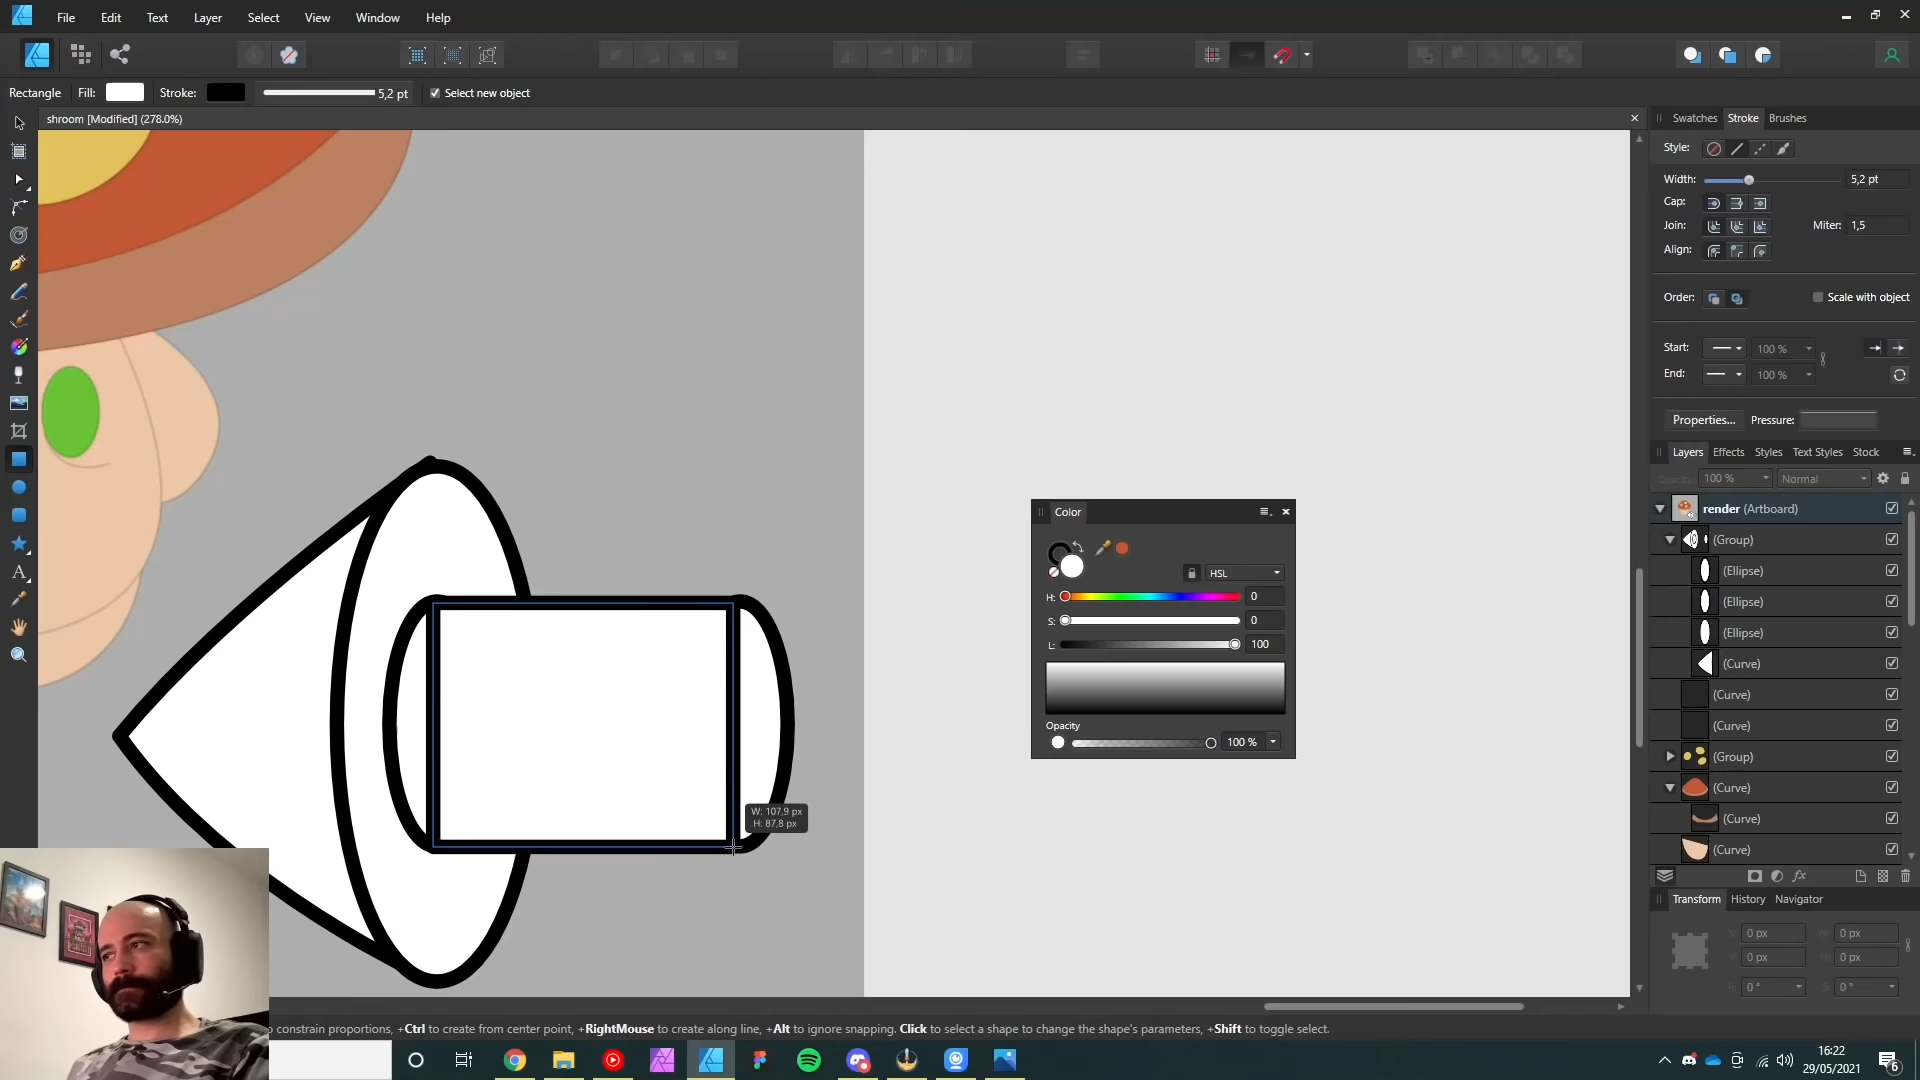 File Edit Text Layer Select View Window Help
Rectangle Fill: Stroke: 5,2 pt Select new object
shroom [Modified] (278.0%)
Swatches Stroke Brushes
Style:
Width: 5,2 pt
Cap:
Join: Miter: 1,5
Align:
Order: Scale with object
Start: 100 %
End: 100 %
Properties... Pressure:
Layers Effects Styles Text Styles Stock
Opacity: 100 % Normal
render (Artboard)
(Group)
(Ellipse)
(Ellipse)
(Ellipse)
(Curve)
(Curve)
(Curve)
(Group)
(Curve)
(Curve)
(Curve)
Color
HSL
H: 0
S: 0
L: 100
Opacity
100 %
W: 107,9 px
H: 87,8 px
Transform History Navigator
X: 0 px W: 0 px
Y: 0 px H: 0 px
R: 0 ° S: 0 °
o constrain proportions, +Ctrl to create from center point, +RightMouse to create along line, +Alt to ignore snapping. Click to select a shape to change the shape's parameters, +Shift to toggle select.
16:22
29/05/2021
6